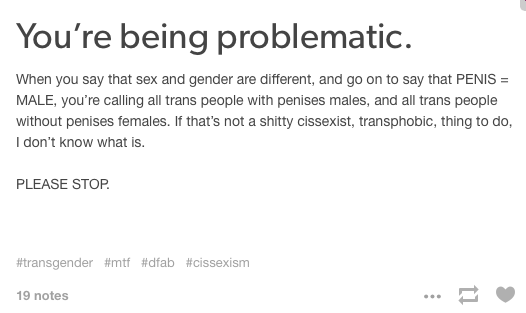 You're being problematic.
When you say that sex and gender are different, and go on to say that PENIS =
MALE, you're calling all trans people with penises males, and all trans people
without penises females. If that's not a shitty cissexist, transphobic, thing to do,
I don't know what is.
PLEASE STOP.
#transgender #mtf #dfab #cissexism
19 notes